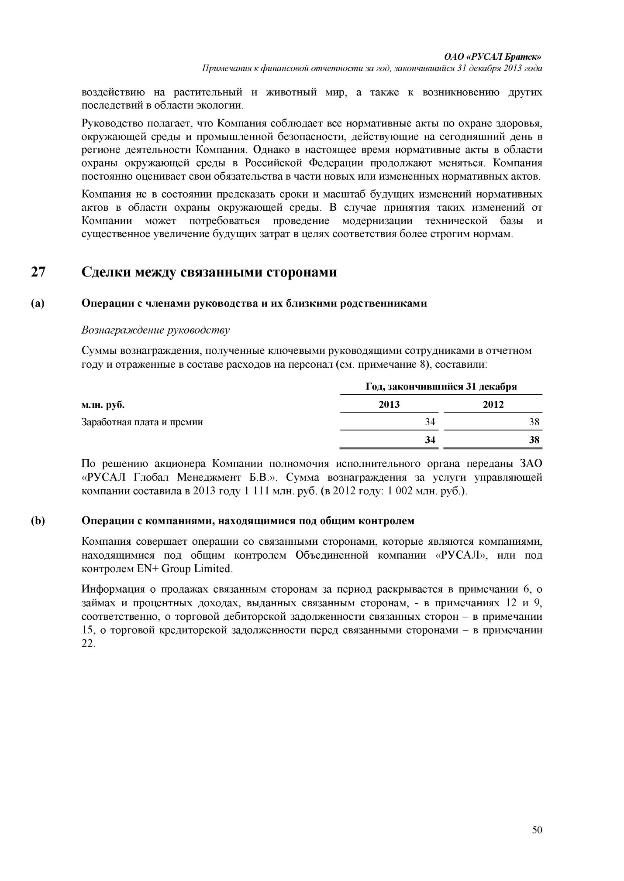 ОАО «РУСАЛ Братск»
Примечания к финансовой отчетности за год, закончившийся 31 декабря 2013 года
воздействию на растительный и животный мир, а также к возникновению других
последствий в области экологии.
Руководство полагает, что Компания соблюдает все нормативные акты по охране здоровья,
окружающей среды и промышленной безопасности, действующие на сегодняшний день в
регионе деятельности Компания. Однако в настоящее время нормативные акты в области
охраны окружающей среды в Российской Федерации продолжают меняться. Компания
постоянно оценивает свои обязательства в части новых или измененных нормативных актов.
Компания не в состоянии предсказать сроки и масштаб будущих изменений нормативных
актов в области охраны окружающей среды. В случае принятия таких изменений от
Компании может потребоваться проведение модернизации технической базы и
существенное увеличение будущих затрат в целях соответствия более строгим нормам.
27 Сделки между связанными сторонами
(a) Операции с членами руководства и их близкими родственниками
Вознаграждение руководству
Суммы вознаграждения, полученные ключевыми руководящими сотрудниками в отчетном
году и отраженные в составе расходов на персонал (см. примечание 8), составили:
Год, закончившийся 31 декабря
млн. руб. 2013 2012
Заработная плата и премии 34 38
34 38
По решению акционера Компании полномочия исполнительного органа переданы ЗАО
«РУСАЛ Глобал Менеджмент Б.В.». Сумма вознаграждения за услуги управляющей
компании составила в 2013 году 1 111 млн. руб. (в 2012 году: 1 002 млн. руб.).
(b) Операции с компаниями, находящимися под общим контролем
Компания совершает операции со связанными сторонами, которые являются компаниями,
находящимися под общим контролем Объединенной компании «РУСАЛ», или под
контролем EN+ Group Limited.
Информация о продажах связанным сторонам за период раскрывается в примечании 6, о
займах и процентных доходах, выданных связанным сторонам, - в примечаниях 12 и 9,
соответственно, о торговой дебиторской задолженности связанных сторон – в примечании
15, о торговой кредиторской задолженности перед связанными сторонами – в примечании
22.
50